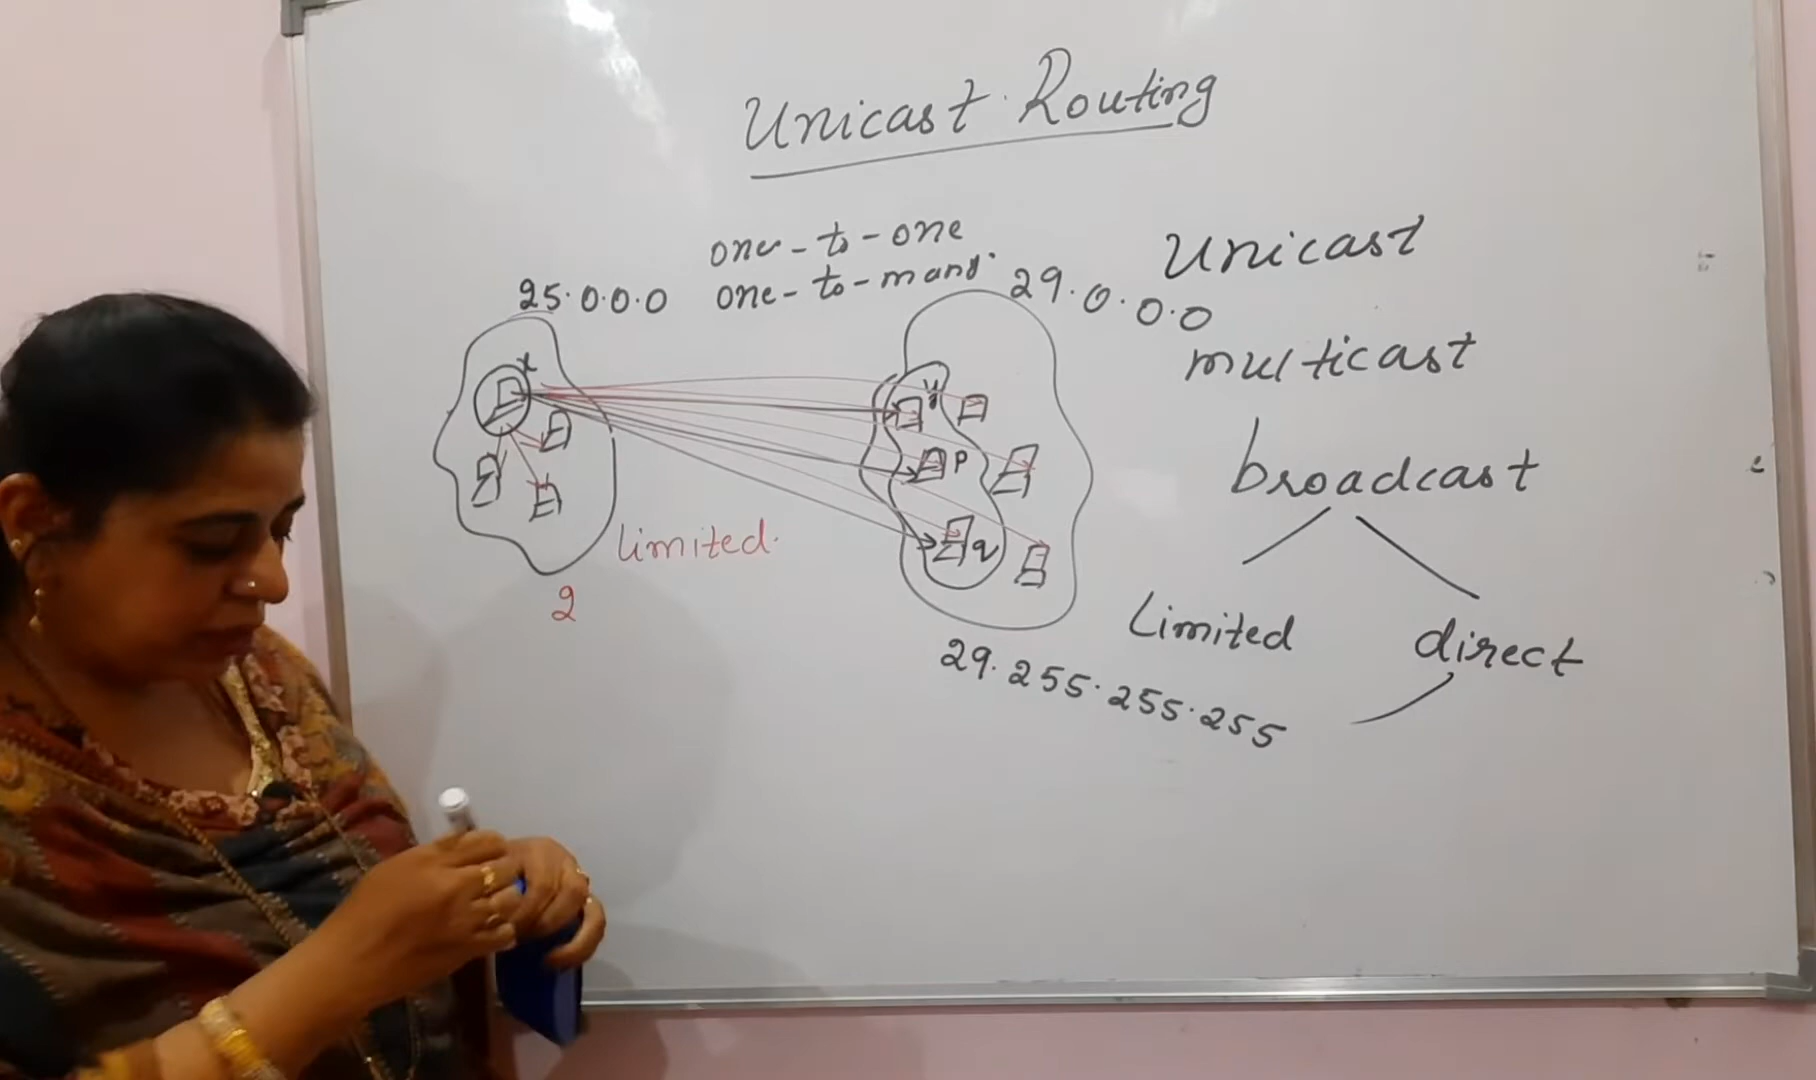 Unicast Routing
one-to-one
one-to-many
25.0.0.0
29.0.0.0
Unicast
multicast
broadcast
Limited
direct
x
y
p
q
Limited.
2
29.255.255.255